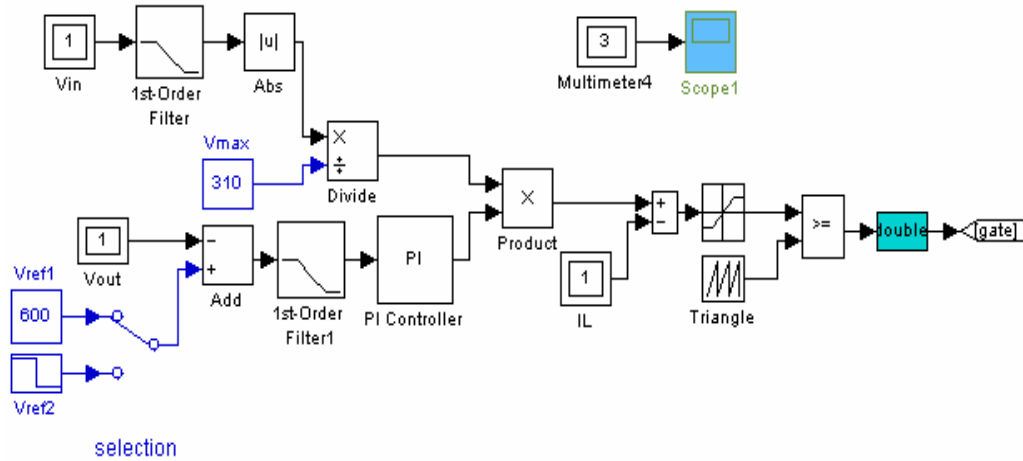 1
Vin
1st-Order
Filter
|u|
Abs
3
Multimeter4
Scope1
Vmax
310
X
÷
Divide
X
Product
1
Vout
−
+
Add
1st-Order
Filter1
PI
PI Controller
Vref1
600
Vref2
selection
+
−
1
IL
Triangle
>=
double
[gate]